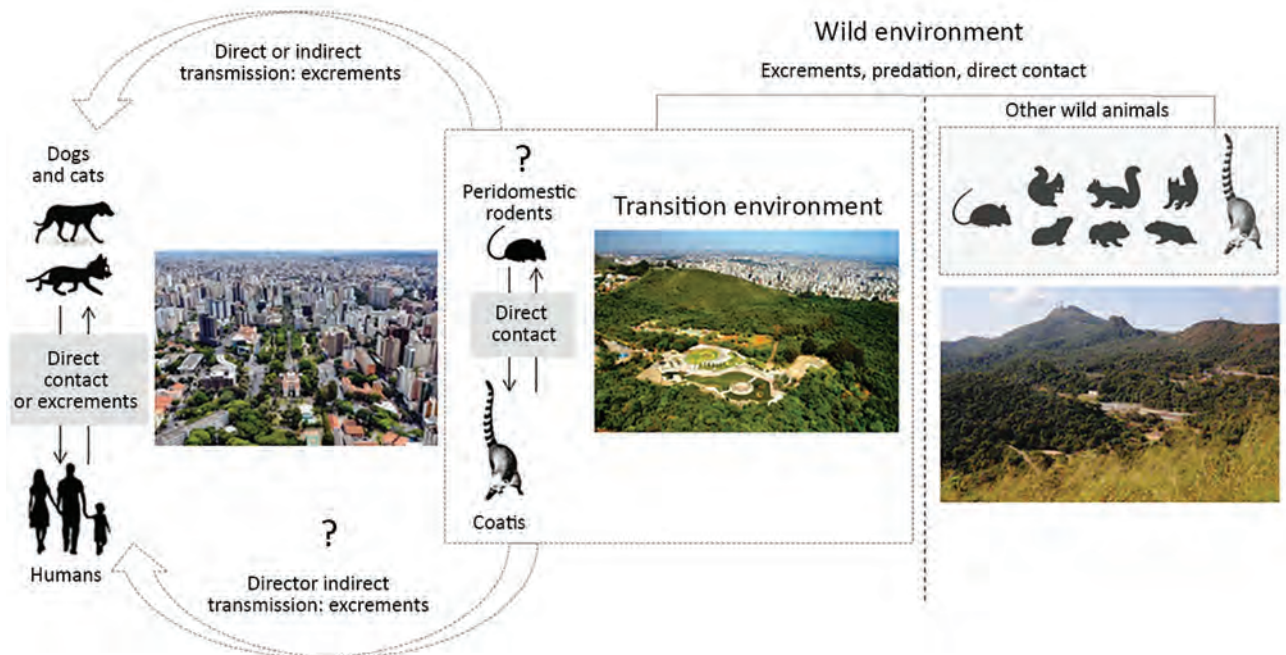 Direct or indirect
transmission: excrements
Wild environment
Excrements, predation, direct contact
Other wild animals
Dogs
and cats
?
Peridomestic
rodents
Transition environment
Direct
contact
Direct
contact
or excrements
Coatis
Humans
?
Director indirect
transmission: excrements